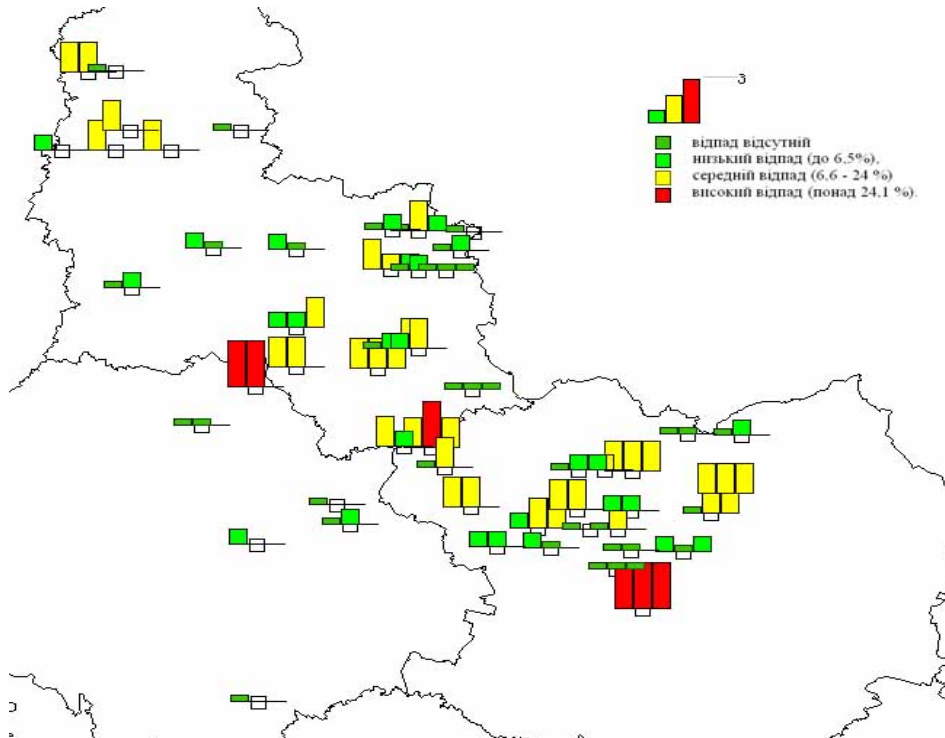 3
відпад відсутній
низький відпад (до 6.5%),
середній відпад (6.6 - 24 %)
високий відпад (понад 24,1 %).